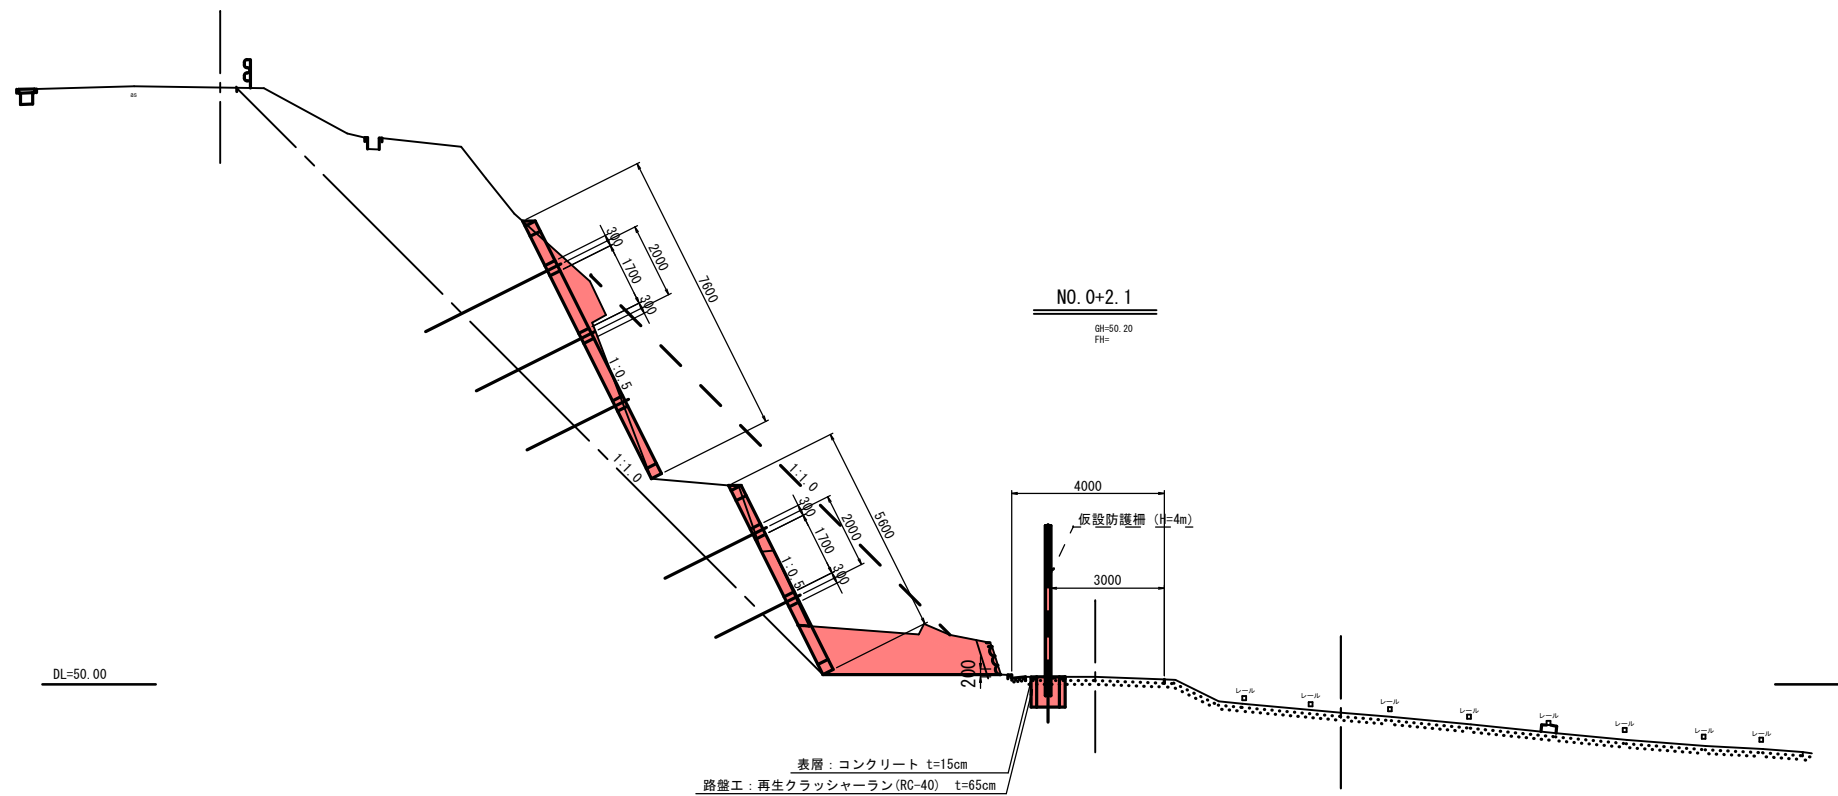 as
300
2000
1700
300
7600
1:0.5
1:1.0
NO.0+2.1
GH=50.20
FH=
1:1.0
300
2000
1700
300
5600
1:0.5
4000
仮設防護柵 (H=4m)
3000
200
DL=50.00
レール
レール
レール
レール
レール
レール
レール
レール
表層：コンクリート t=15cm
路盤工：再生クラッシャーラン(RC-40) t=65cm